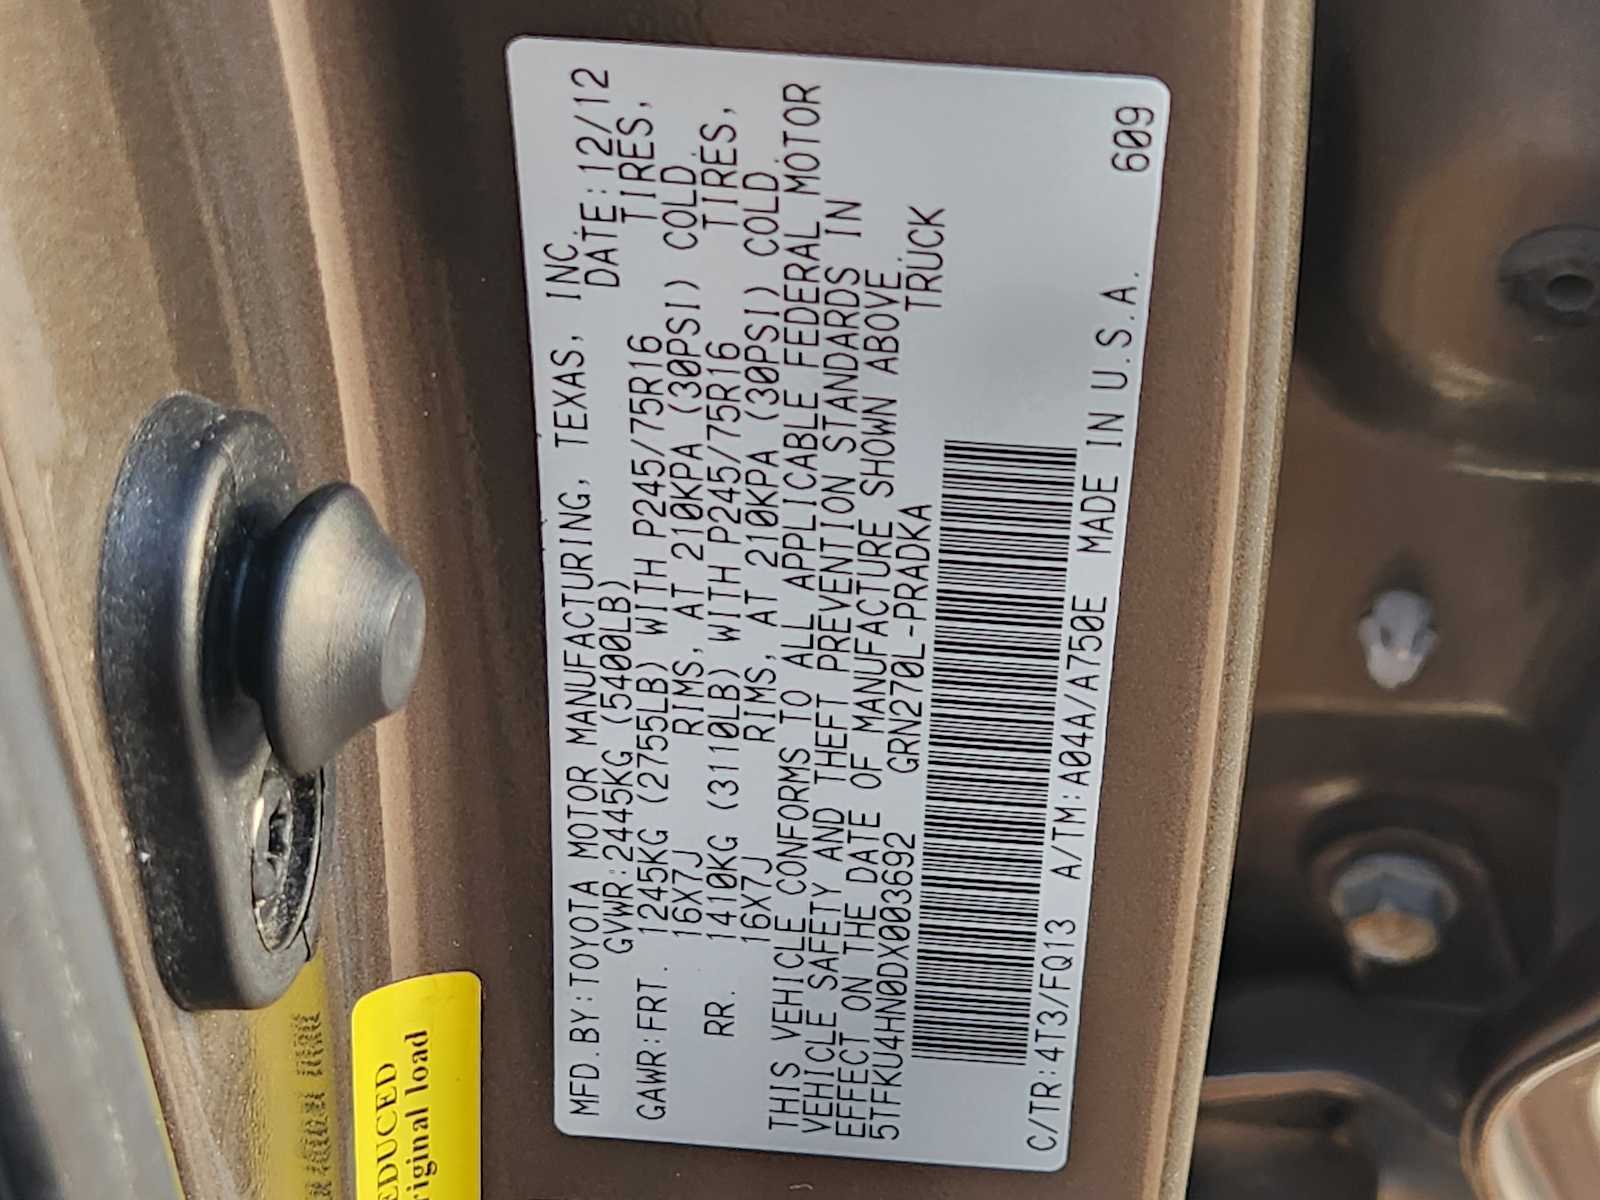 MFD.BY:TOYOTA MOTOR MANUFACTURING, TEXAS, INC.
GVWR:2445KG (5400LB) DATE:12/12
GAWR:FRT. 1245KG (2755LB) WITH P245/75R16 TIRES,
16X7J RIMS, AT 210KPA (30PSI) COLD
RR. 1410KG (3110LB) WITH P245/75R16 TIRES,
16X7J RIMS, AT 210KPA (30PSI) COLD
THIS VEHICLE CONFORMS TO ALL APPLICABLE FEDERAL MOTOR
VEHICLE SAFETY AND THEFT PREVENTION STANDARDS IN
EFFECT ON THE DATE OF MANUFACTURE SHOWN ABOVE.
5TFKU4HN0DX003692 GRN270L-PRADKA TRUCK
C/TR:4T3/FQ13 A/TM:A04A/A750E MADE IN U.S.A. 609
EDUCED
riginal load